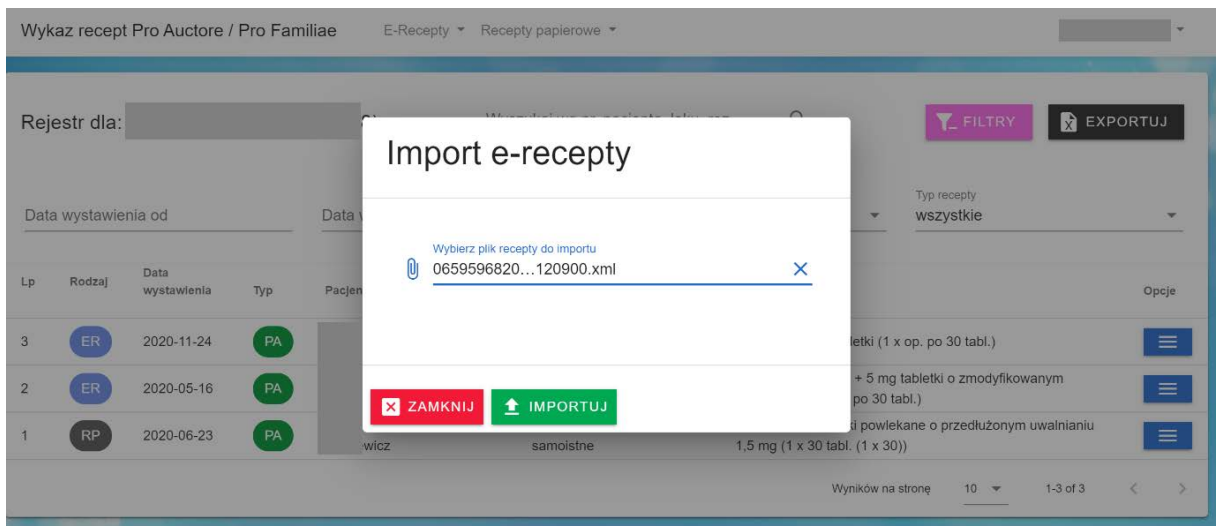 Wykaz recept Pro Auctore / Pro Familiae E-Recepty Recepty papierowe
Rejestr dla: FILTRY EXPORTUJ
Import e-recepty
Typ recepty
Data wystawienia od Data wszystkie
Wybierz plik recepty do importu
0659596820...120900.xml
Lp Rodzaj Data wystawienia Typ Pacjen Opcje
3 ER 2020-11-24 PA letki (1 x op. po 30 tabl.)
2 ER 2020-05-16 PA + 5 mg tabletki o zmodyfikowanym
po 30 tabl.)
ZAMKNIJ IMPORTUJ
1 RP 2020-06-23 PA ki powlekane o przedłużonym uwalnianiu
ewicz samoistne 1,5 mg (1 x 30 tabl. (1 x 30))
Wyników na stronę 10 1-3 of 3